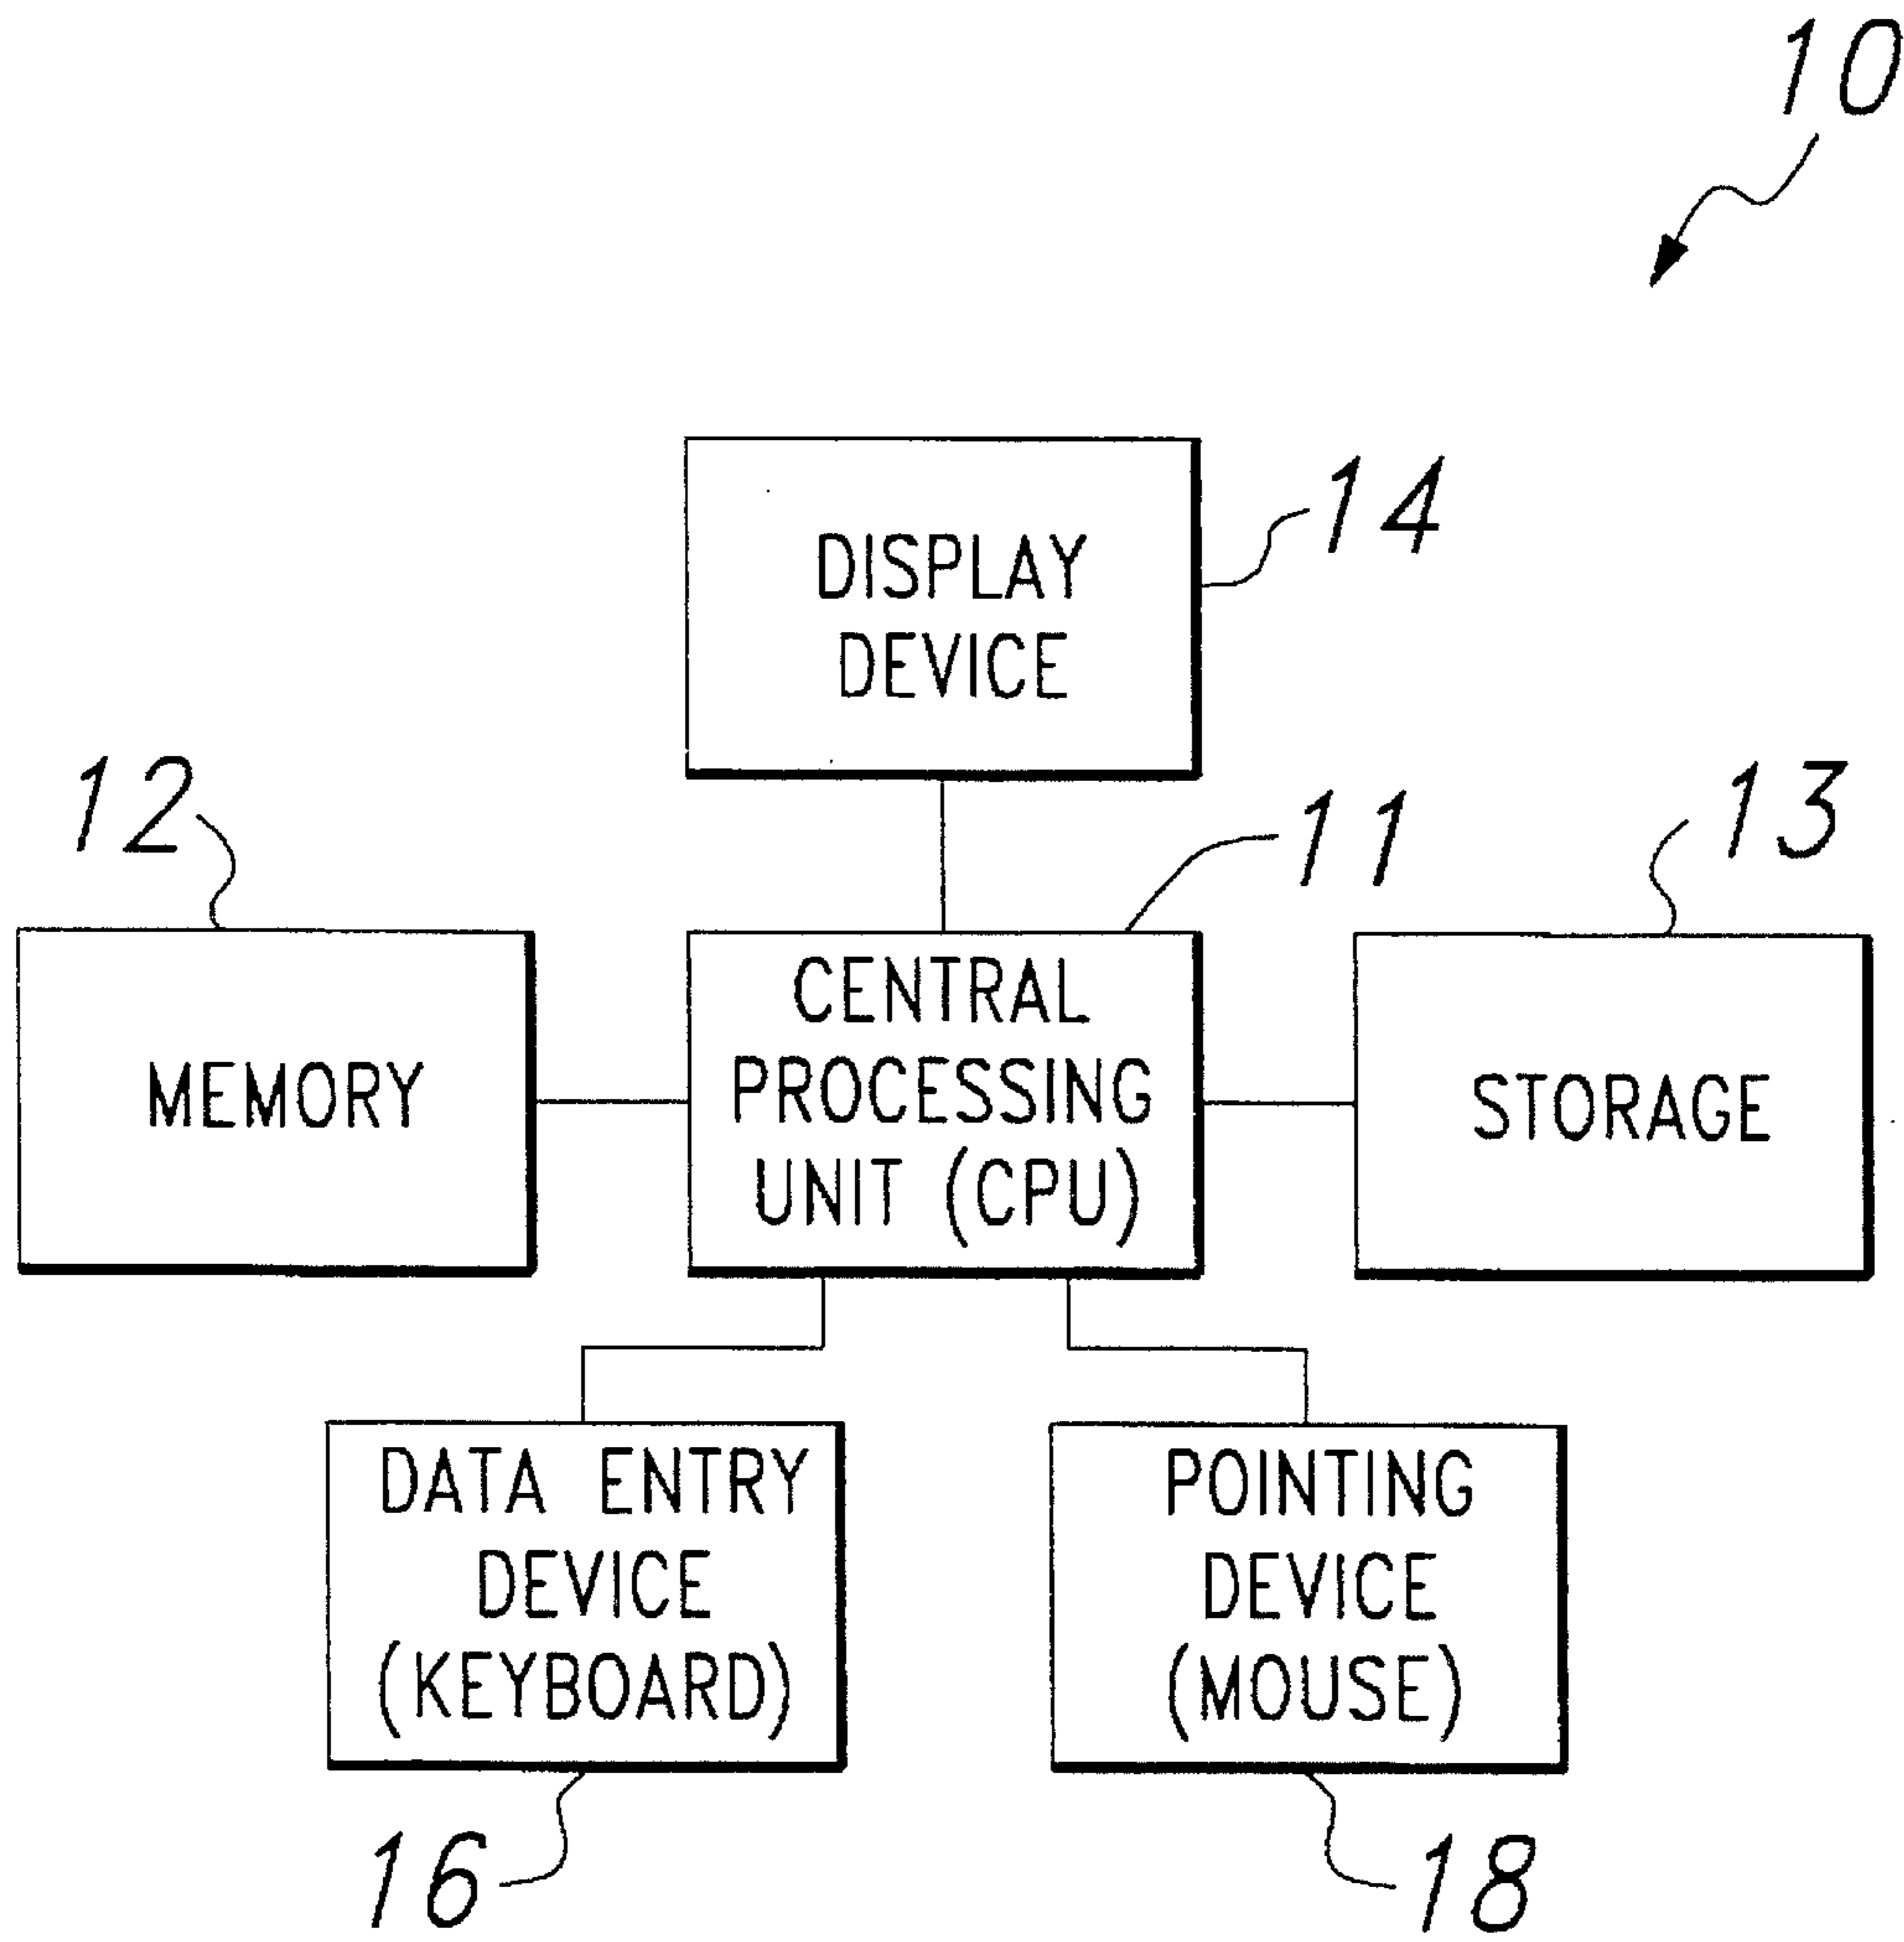 10
DISPLAY
DEVICE
14
12
11
13
MEMORY
CENTRAL
PROCESSING
UNIT (CPU)
STORAGE
DATA ENTRY
DEVICE
(KEYBOARD)
POINTING
DEVICE
(MOUSE)
16
18